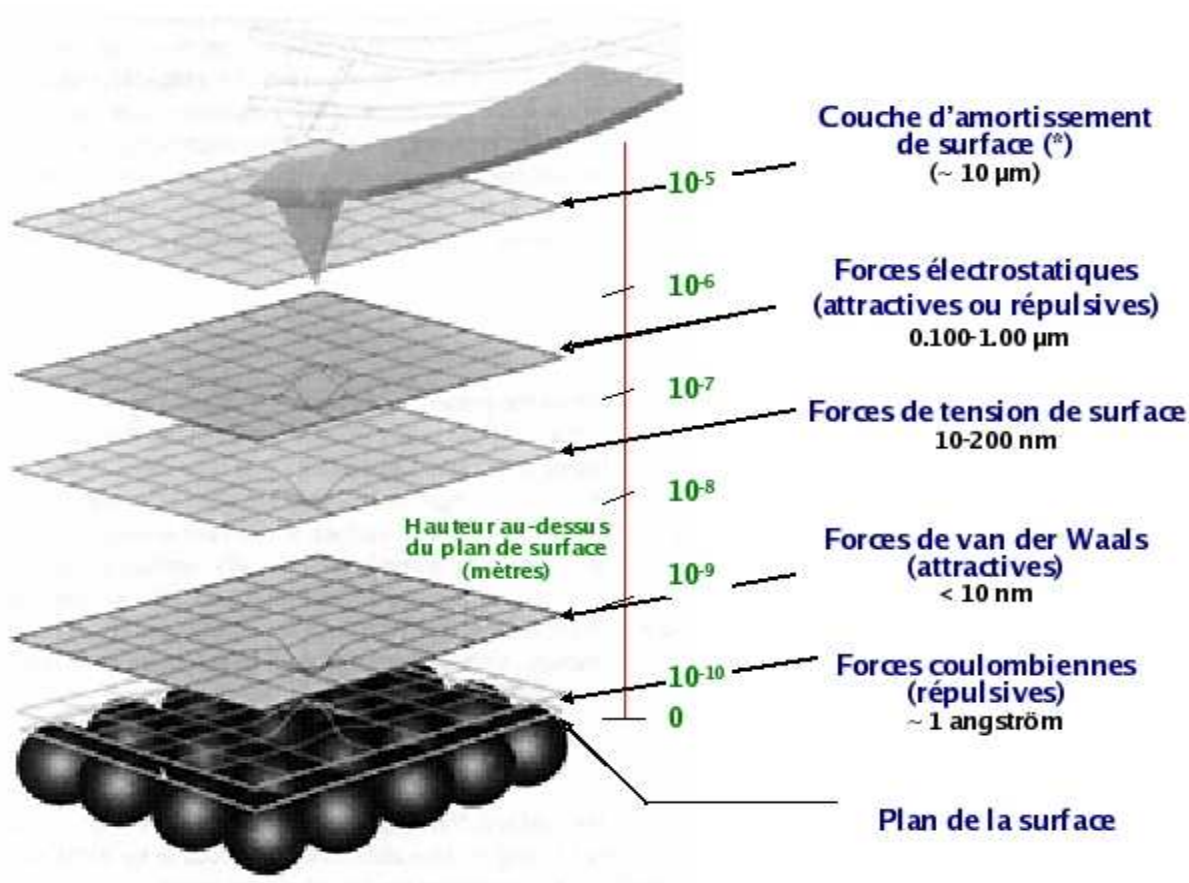 Couche d'amortissement
de surface (*)
(~ 10 µm)
10-5
Forces électrostatiques
(attractives ou répulsives)
0.100-1.00 µm
10-6
10-7
Forces de tension de surface
10-200 nm
10-8
Hauteur au-dessus
du plan de surface
(mètres)
Forces de van der Waals
(attractives)
< 10 nm
10-9
Forces coulombiennes
(répulsives)
~ 1 angström
10-10
0
Plan de la surface